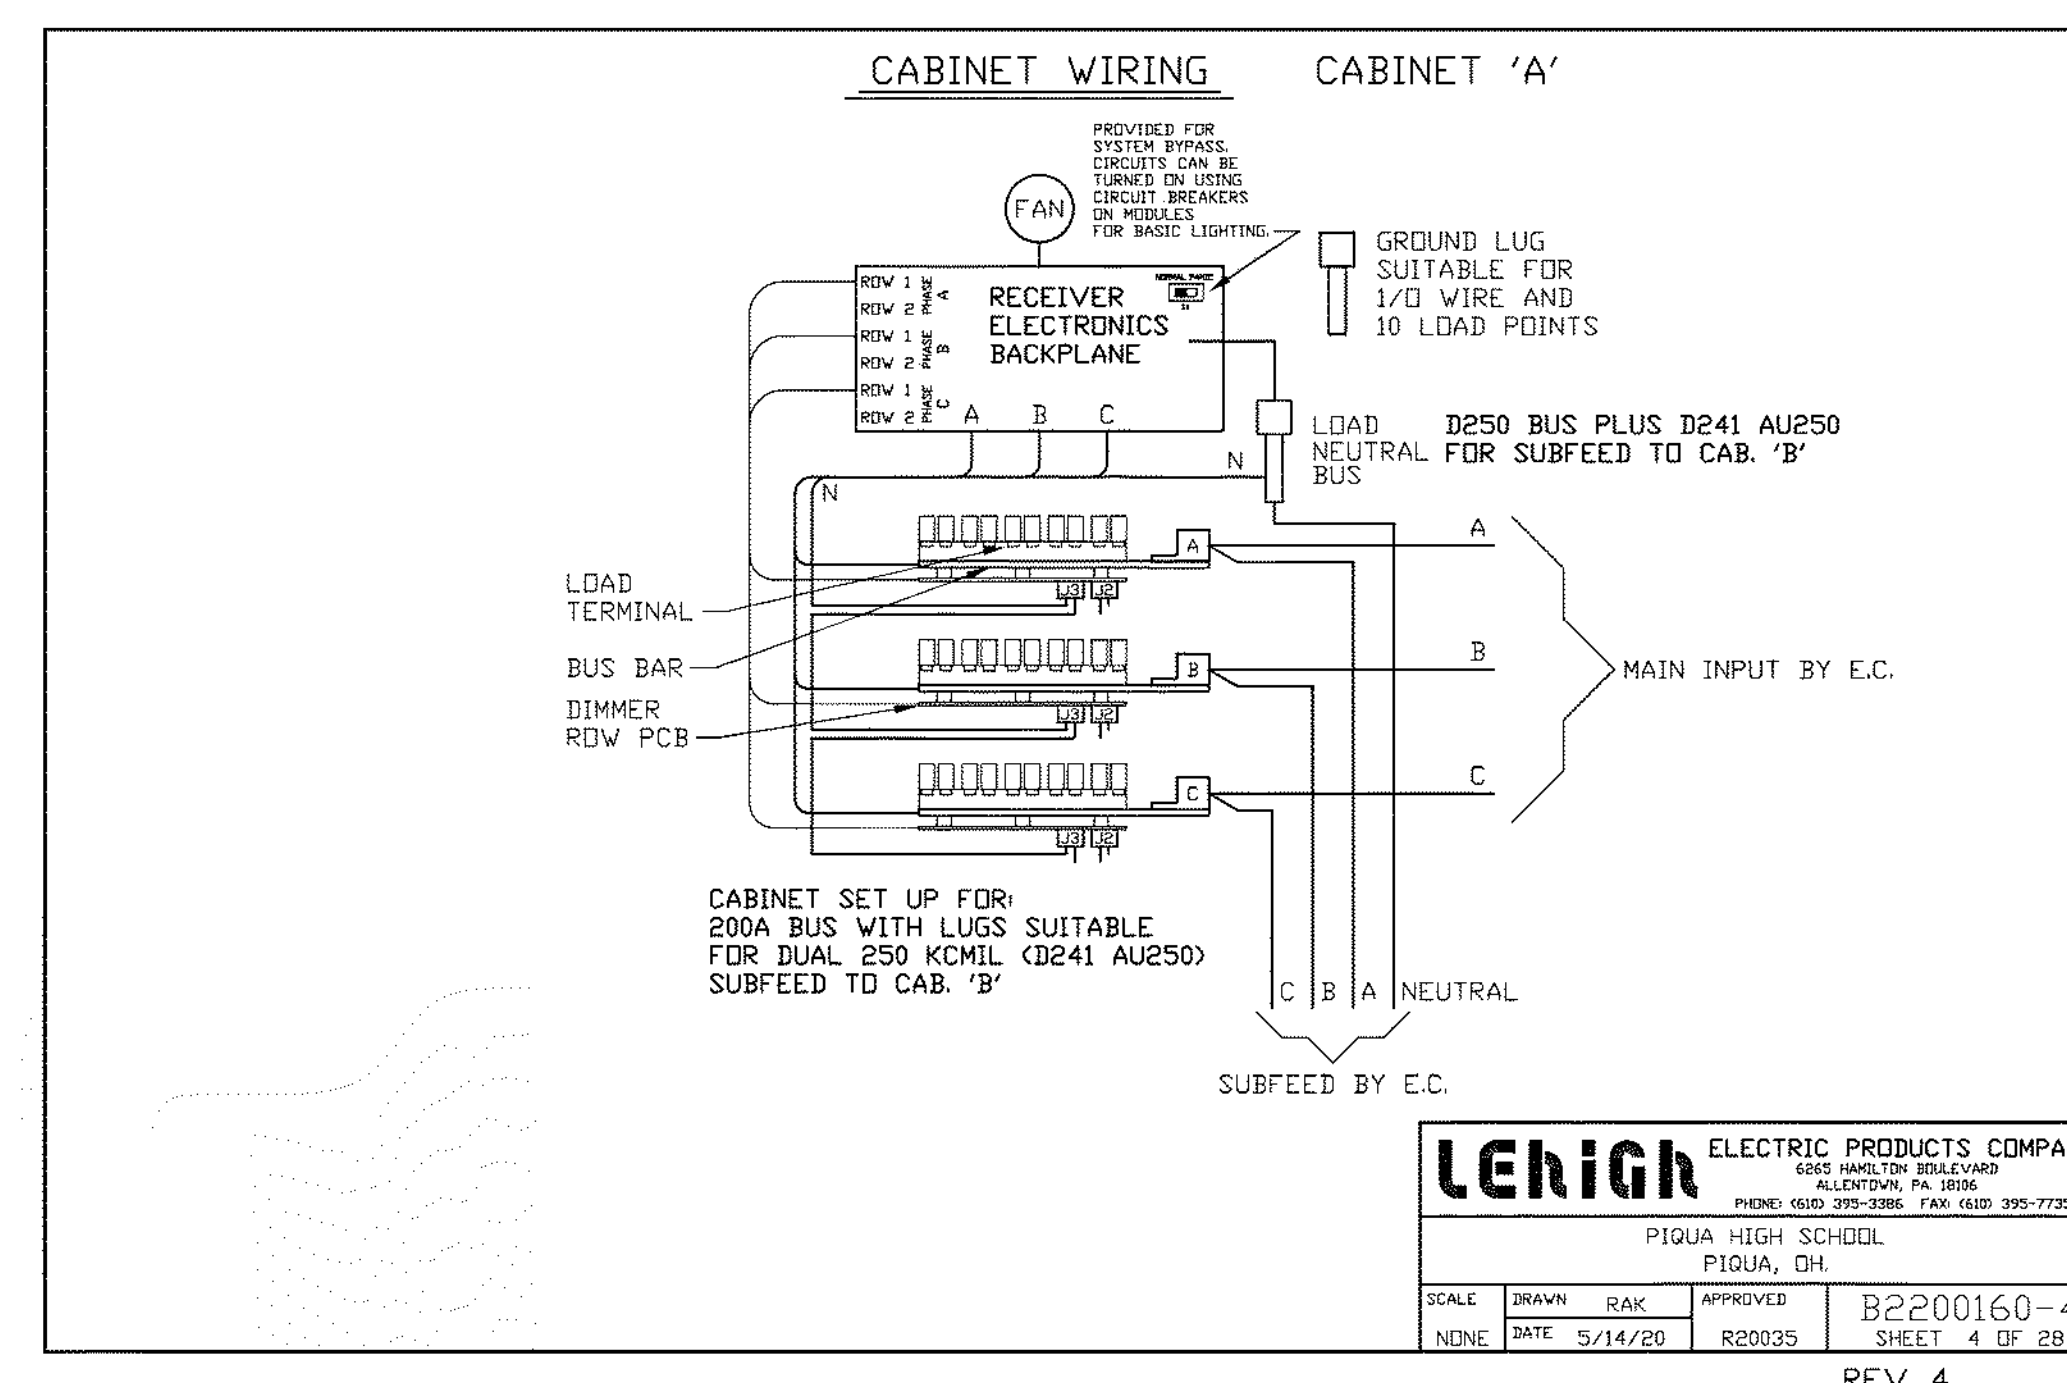 CABINET WIRING CABINET 'A'
PROVIDED FOR
SYSTEM BYPASS.
CIRCUITS CAN BE
TURNED ON USING
CIRCUIT BREAKERS
ON MODULES
FOR BASIC LIGHTING.
FAN
GROUND LUG
SUITABLE FOR
1/0 WIRE AND
10 LOAD POINTS
ROW 1
ROW 2
PHASE A
ROW 1
ROW 2
PHASE B
ROW 1
ROW 2
PHASE C
RECEIVER
ELECTRONICS
BACKPLANE
NORMAL PANIC
A B C
LOAD
NEUTRAL
BUS
D250 BUS PLUS D241 AU250
FOR SUBFEED TO CAB. 'B'
N
N
A
A
J3 J2
LOAD
TERMINAL
BUS BAR
B
B
J3 J2
DIMMER
ROW PCB
MAIN INPUT BY E.C.
C
C
J3 J2
CABINET SET UP FOR:
200A BUS WITH LUGS SUITABLE
FOR DUAL 250 KCMIL (D241 AU250)
SUBFEED TO CAB. 'B'
C B A NEUTRAL
SUBFEED BY E.C.
LEhiGh
ELECTRIC PRODUCTS COMPA
6265 HAMILTON BOULEVARD
ALLENTOWN, PA. 18106
PHONE: (610) 395-3386 FAX: (610) 395-7735
PIQUA HIGH SCHOOL
PIQUA, OH.
SCALE
NONE
DRAWN RAK
DATE 5/14/20
APPROVED
R20035
B2200160-4
SHEET 4 OF 28
REV 4